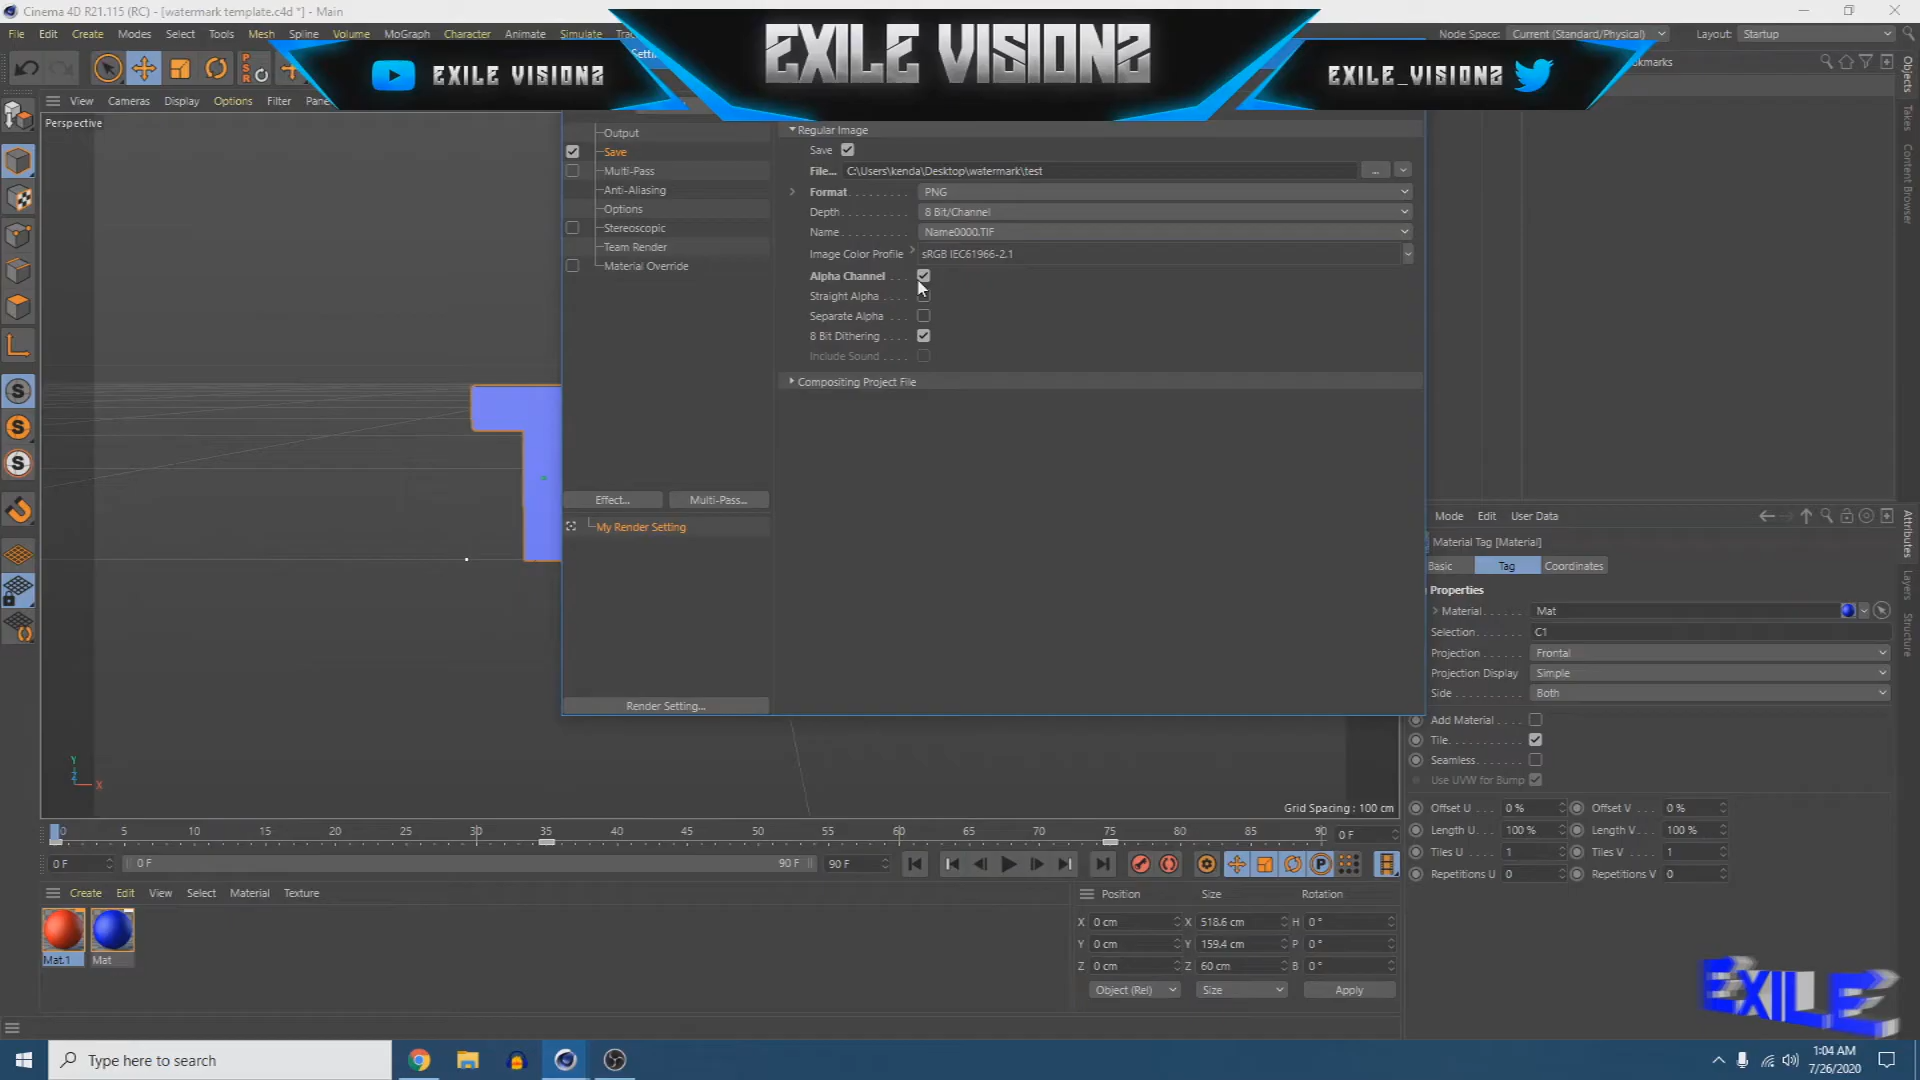 Cinema 4D R21.115 (RC) - [watermark template.c4d *] - Main
File Edit Create Modes Select Tools Mesh Spline Volume MoGraph Character Animate Simulate
Node Space: Current (Standard/Physical) Layout: Startup
EXILE VISIONS
EXILE VISIONS
EXILE_VISIONS
View Cameras Display Options Filter
Perspective
Output
Save
Multi-Pass
Anti-Aliasing
Options
Stereoscopic
Team Render
Material Override
Effect... Multi-Pass...
My Render Setting
Render Setting...
Regular Image
Save
File... C:\Users\kenda\Desktop\watermark\test ...
Format PNG
Depth 8 Bit/Channel
Name Name0000.TIF
Image Color Profile sRGB IEC61966-2.1
Alpha Channel
Straight Alpha
Separate Alpha
8 Bit Dithering
Include Sound
Compositing Project File
Objects
Takes
Content Browser
Attributes
Layers
Structure
Mode Edit User Data
Material Tag [Material]
Basic Tag Coordinates
Properties
Material Mat
Selection C1
Projection Frontal
Projection Display Simple
Side Both
Add Material
Tile
Seamless
Use UVW for Bump
Offset U 0 % Offset V 0 %
Length U 100 % Length V 100 %
Tiles U 1 Tiles V 1
Repetitions U 0 Repetitions V 0
Y
Z
X
Grid Spacing : 100 cm
0 5 10 15 20 25 30 35 40 45 50 55 60 65 70 75 80 85 90 0 F
0 F 0 F 90 F 90 F
Create Edit View Select Material Texture
Mat.1 Mat
Position Size Rotation
X 0 cm X 518.6 cm H 0 °
Y 0 cm Y 159.4 cm P 0 °
Z 0 cm Z 60 cm B 0 °
Object (Rel) Size Apply
EXILE
Type here to search
1:04 AM
7/26/2020